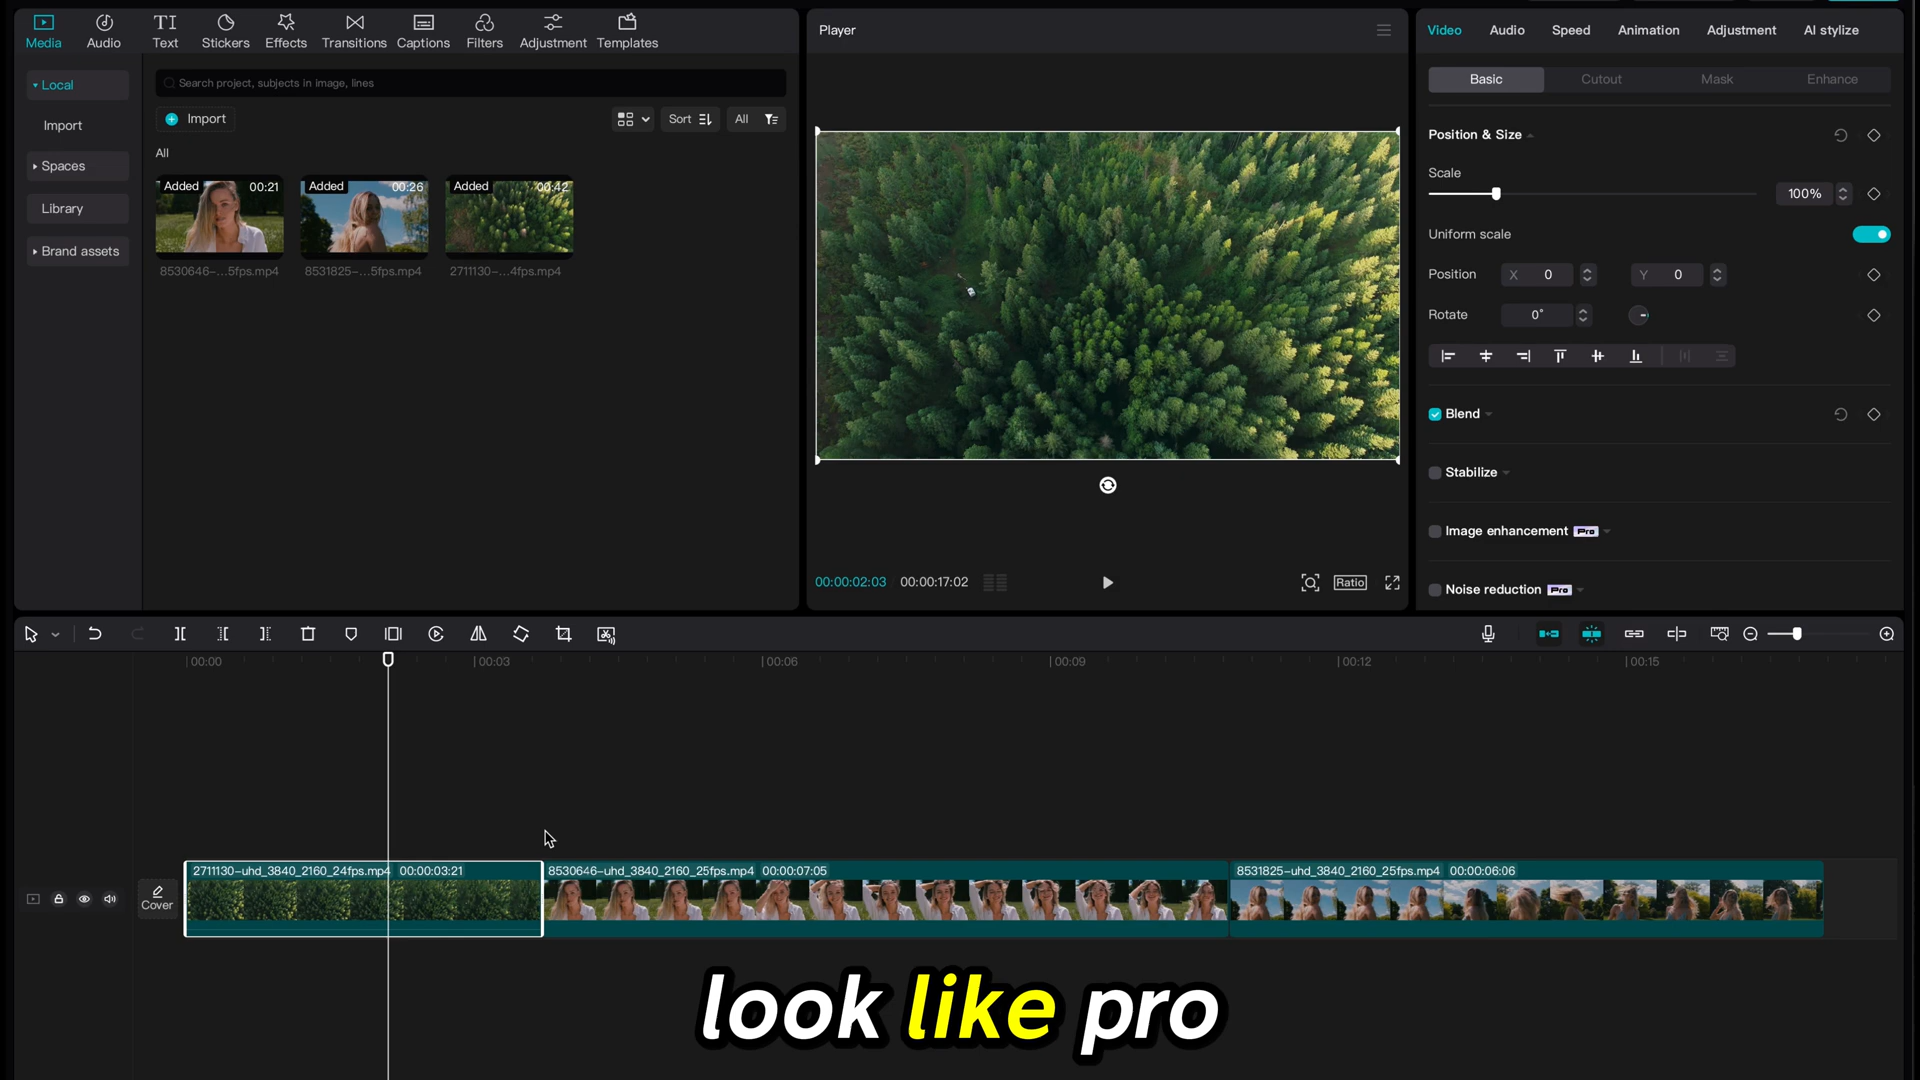 Media
Audio
Text
Stickers
Effects
Transitions
Captions
Filters
Adjustment
Templates
Local
Import
Spaces
Library
Brand assets
Search project, subjects in image, lines
Import
Sort
All
All
Added 00:21
Added 00:26
Added 00:42
8530646-...5fps.mp4
8531825-...5fps.mp4
2711130-...4fps.mp4
Player
00:00:02:03
00:00:17:02
Ratio
Video
Audio
Speed
Animation
Adjustment
AI stylize
Basic
Cutout
Mask
Enhance
Position & Size
Scale
100%
Uniform scale
Position X 0 Y 0
Rotate 0°
Blend
Stabilize
Image enhancement Pro
Noise reduction Pro
00:00
00:03
00:06
00:09
00:12
00:15
Cover
2711130-uhd_3840_2160_24fps.mp4 00:00:03:21
8530646-uhd_3840_2160_25fps.mp4 00:00:07:05
8531825-uhd_3840_2160_25fps.mp4 00:00:06:06
look like pro